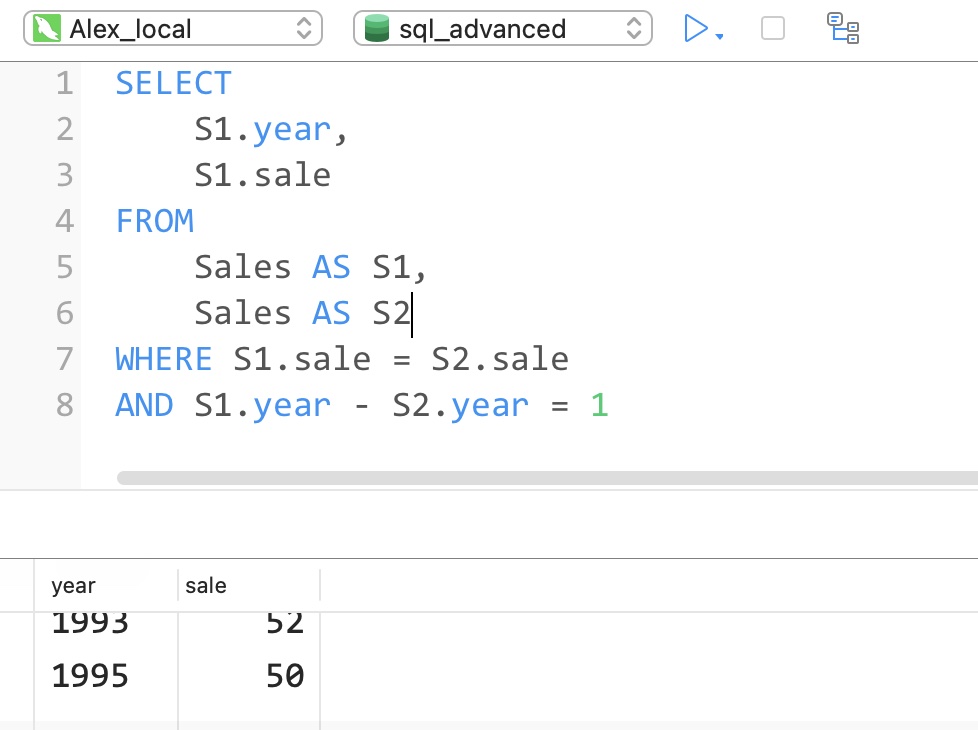 Alex_local sql_advanced
1 SELECT
2 S1.year,
3 S1.sale
4 FROM
5 Sales AS S1,
6 Sales AS S2
7 WHERE S1.sale = S2.sale
8 AND S1.year - S2.year = 1
year sale
1993 52
1995 50